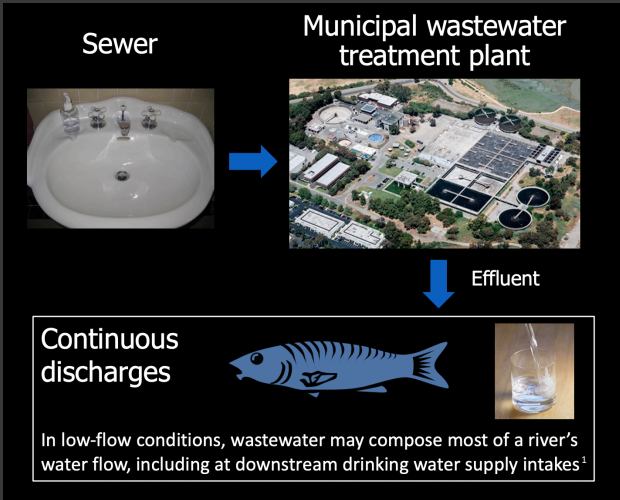 Sewer
Municipal wastewater
treatment plant
Effluent
Continuous
discharges
In low-flow conditions, wastewater may compose most of a river’s
water flow, including at downstream drinking water supply intakes¹